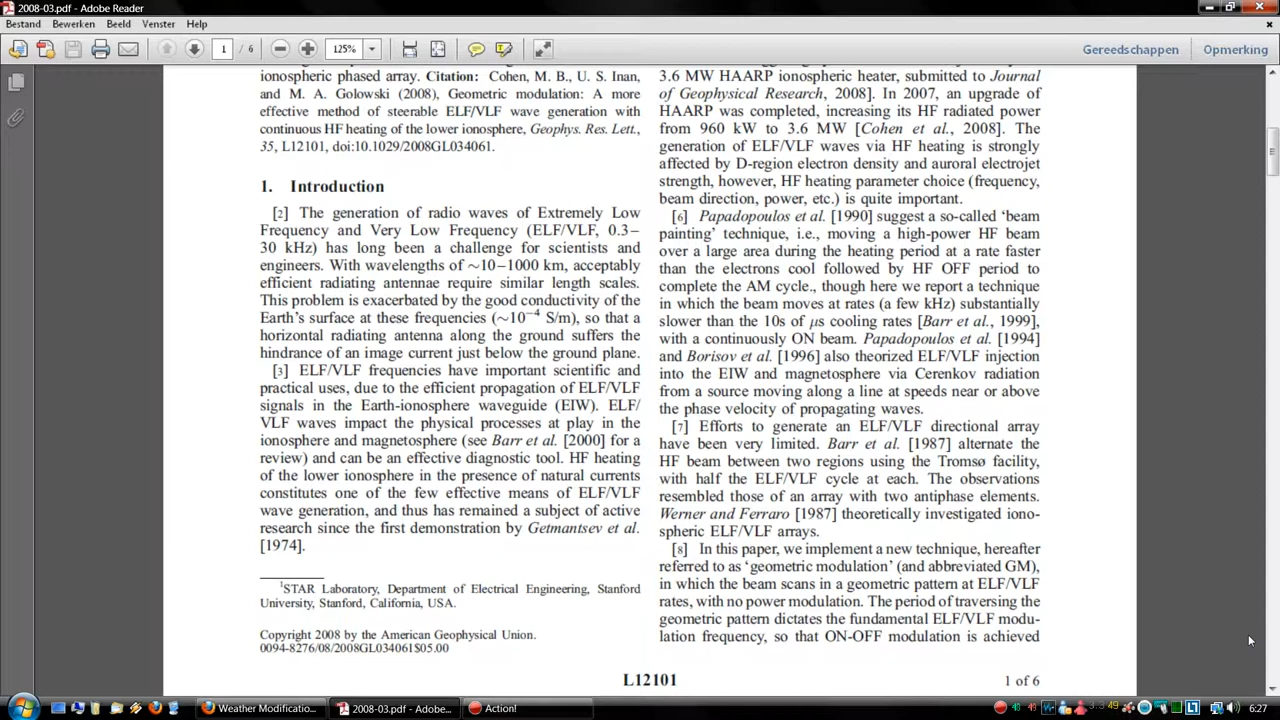 2008-03.pdf - Adobe Reader
Bestand Bewerken Beeld Venster Help
1 / 6 125% Gereedschappen Opmerking
ionospheric phased array. Citation: Cohen, M. B., U. S. Inan,
and M. A. Golowski (2008), Geometric modulation: A more
effective method of steerable ELF/VLF wave generation with
continuous HF heating of the lower ionosphere, Geophys. Res. Lett.,
35, L12101, doi:10.1029/2008GL034061.
1. Introduction
[2] The generation of radio waves of Extremely Low
Frequency and Very Low Frequency (ELF/VLF, 0.3–
30 kHz) has long been a challenge for scientists and
engineers. With wavelengths of ~10–1000 km, acceptably
efficient radiating antennae require similar length scales.
This problem is exacerbated by the good conductivity of the
Earth's surface at these frequencies (~10⁻⁴ S/m), so that a
horizontal radiating antenna along the ground suffers the
hindrance of an image current just below the ground plane.
[3] ELF/VLF frequencies have important scientific and
practical uses, due to the efficient propagation of ELF/VLF
signals in the Earth-ionosphere waveguide (EIW). ELF/
VLF waves impact the physical processes at play in the
ionosphere and magnetosphere (see Barr et al. [2000] for a
review) and can be an effective diagnostic tool. HF heating
of the lower ionosphere in the presence of natural currents
constitutes one of the few effective means of ELF/VLF
wave generation, and thus has remained a subject of active
research since the first demonstration by Getmantsev et al.
[1974].
¹STAR Laboratory, Department of Electrical Engineering, Stanford
University, Stanford, California, USA.
Copyright 2008 by the American Geophysical Union.
0094-8276/08/2008GL034061$05.00
3.6 MW HAARP ionospheric heater, submitted to Journal
of Geophysical Research, 2008]. In 2007, an upgrade of
HAARP was completed, increasing its HF radiated power
from 960 kW to 3.6 MW [Cohen et al., 2008]. The
generation of ELF/VLF waves via HF heating is strongly
affected by D-region electron density and auroral electrojet
strength, however, HF heating parameter choice (frequency,
beam direction, power, etc.) is quite important.
[6] Papadopoulos et al. [1990] suggest a so-called 'beam
painting' technique, i.e., moving a high-power HF beam
over a large area during the heating period at a rate faster
than the electrons cool followed by HF OFF period to
complete the AM cycle., though here we report a technique
in which the beam moves at rates (a few kHz) substantially
slower than the 10s of μs cooling rates [Barr et al., 1999],
with a continuously ON beam. Papadopoulos et al. [1994]
and Borisov et al. [1996] also theorized ELF/VLF injection
into the EIW and magnetosphere via Cerenkov radiation
from a source moving along a line at speeds near or above
the phase velocity of propagating waves.
[7] Efforts to generate an ELF/VLF directional array
have been very limited. Barr et al. [1987] alternate the
HF beam between two regions using the Tromsø facility,
with half the ELF/VLF cycle at each. The observations
resembled those of an array with two antiphase elements.
Werner and Ferraro [1987] theoretically investigated iono-
spheric ELF/VLF arrays.
[8] In this paper, we implement a new technique, hereafter
referred to as 'geometric modulation' (and abbreviated GM),
in which the beam scans in a geometric pattern at ELF/VLF
rates, with no power modulation. The period of traversing the
geometric pattern dictates the fundamental ELF/VLF modu-
lation frequency, so that ON-OFF modulation is achieved
L12101
1 of 6
Weather Modificatio... 2008-03.pdf - Adobe... Action! 6:27